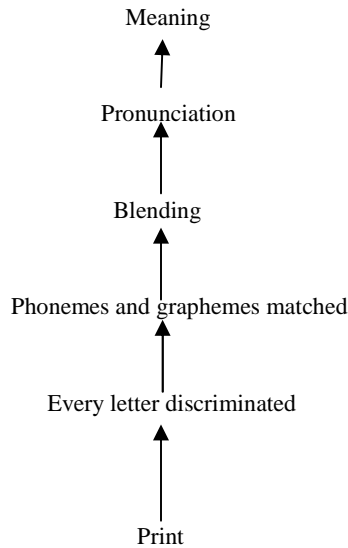 Meaning
Pronunciation
Blending
Phonemes and graphemes matched
Every letter discriminated
Print